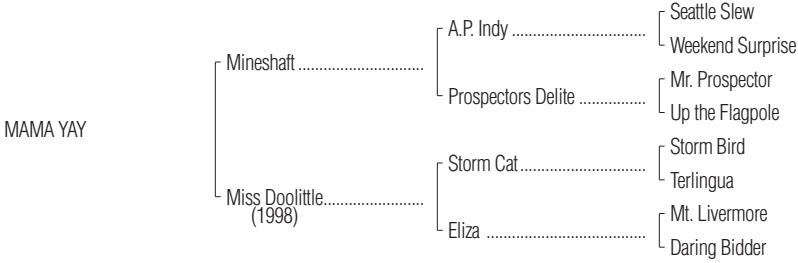 Seattle Slew
A.P. Indy ................................
Weekend Surprise
Mineshaft ..............................
Mr. Prospector
Prospectors Delite ................
Up the Flagpole
MAMA YAY
Storm Bird
Storm Cat..............................
Terlingua
Miss Doolittle........................
(1998)
Mt. Livermore
Eliza ......................................
Daring Bidder